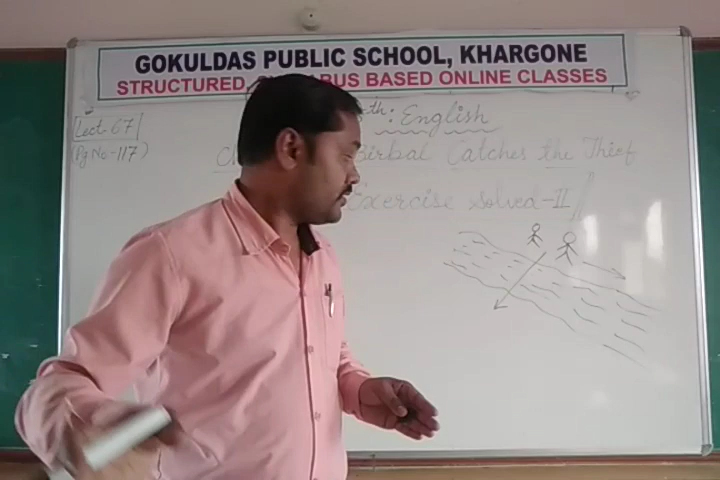 GOKULDAS PUBLIC SCHOOL, KHARGONE
STRUCTURED, BASED ONLINE CLASSES
Lect-67
th: English
(Pg No.-117)
Birbal Catches the Thief
Exercise solved-II